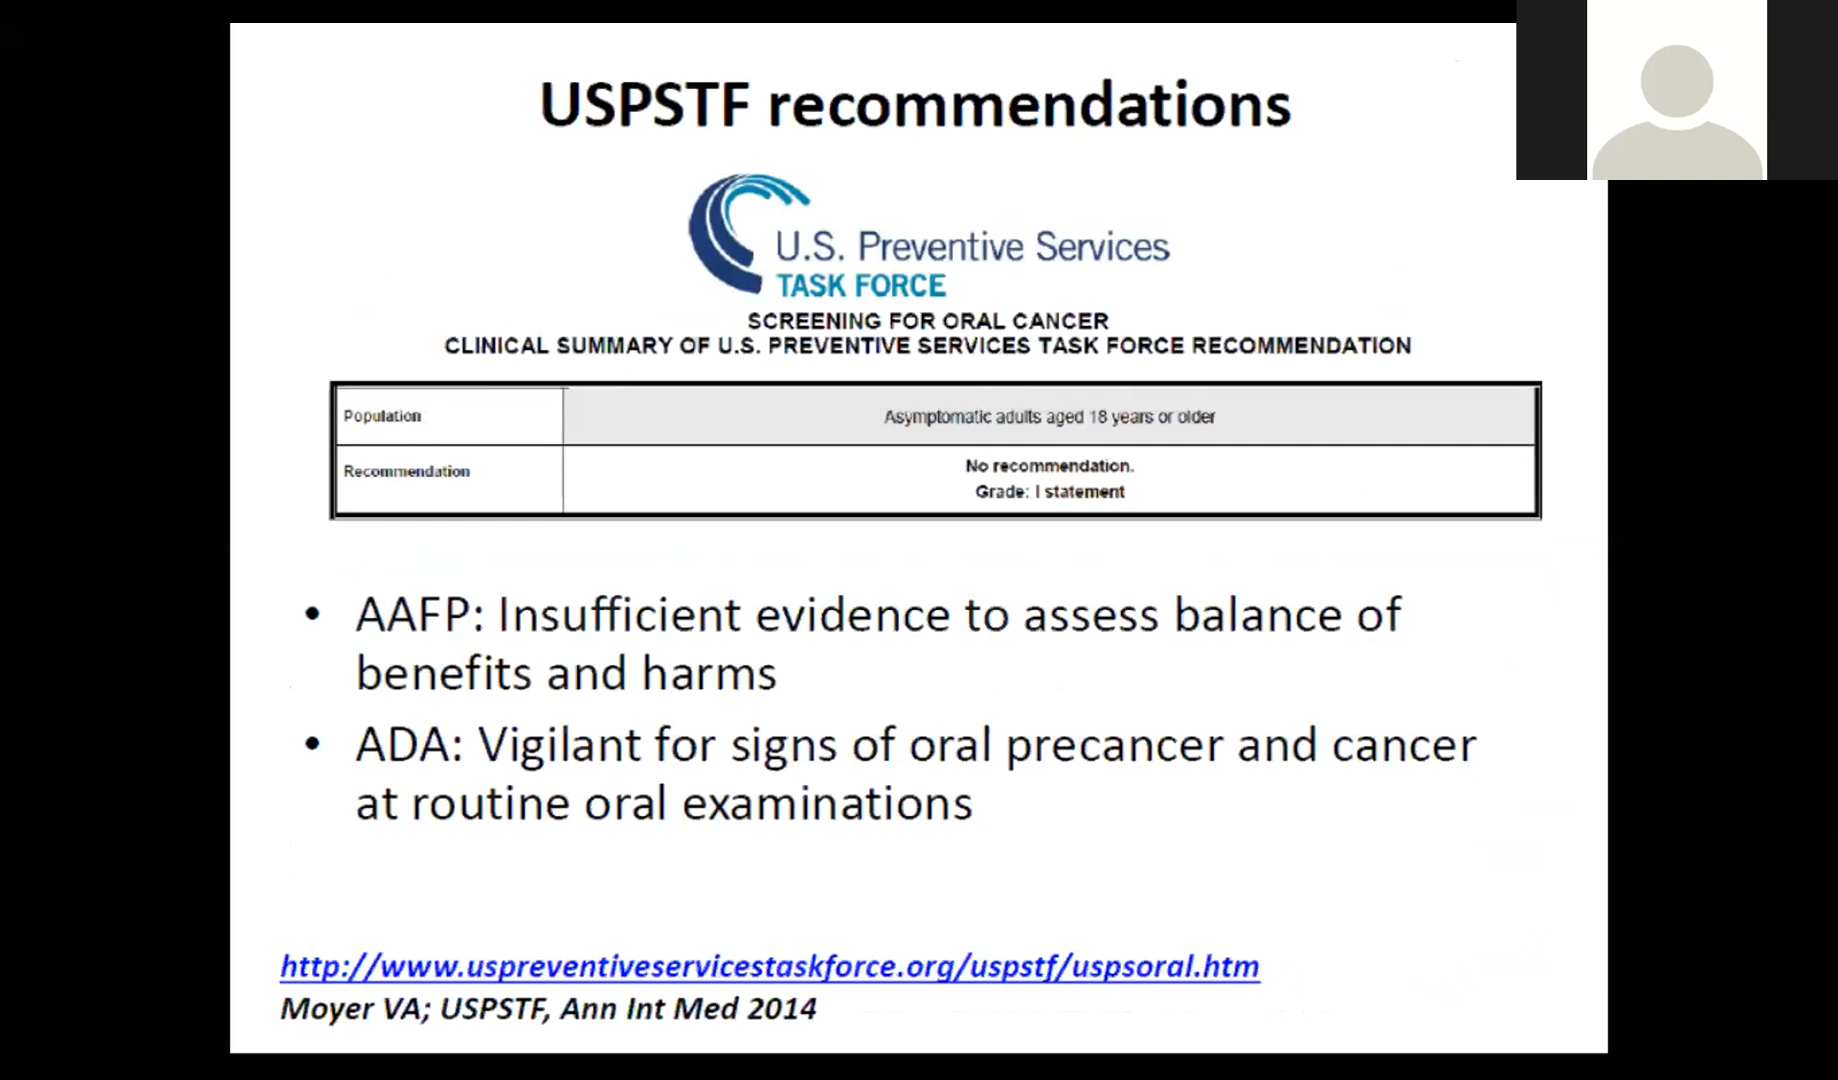 USPSTF recommendations
U.S. Preventive Services
TASK FORCE
SCREENING FOR ORAL CANCER
CLINICAL SUMMARY OF U.S. PREVENTIVE SERVICES TASK FORCE RECOMMENDATION
Population
Asymptomatic adults aged 18 years or older
Recommendation
No recommendation.
Grade: I statement
• AAFP: Insufficient evidence to assess balance of
benefits and harms
• ADA: Vigilant for signs of oral precancer and cancer
at routine oral examinations
http://www.uspreventiveservicestaskforce.org/uspstf/uspsoral.htm
Moyer VA; USPSTF, Ann Int Med 2014